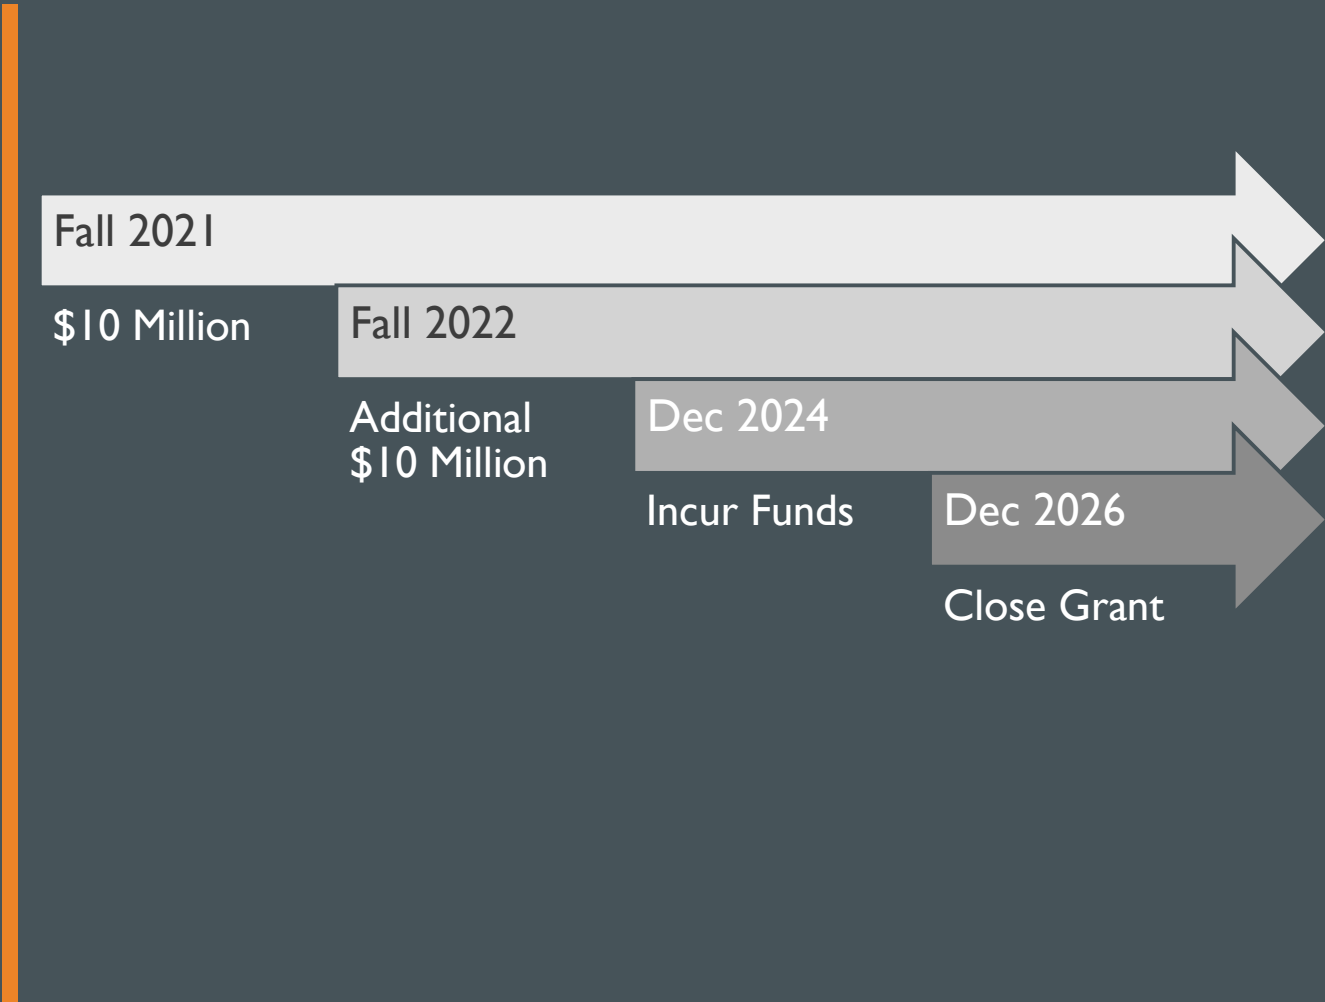 Fall 2021
$10 Million
Fall 2022
Additional
$10 Million
Dec 2024
Incur Funds
Dec 2026
Close Grant